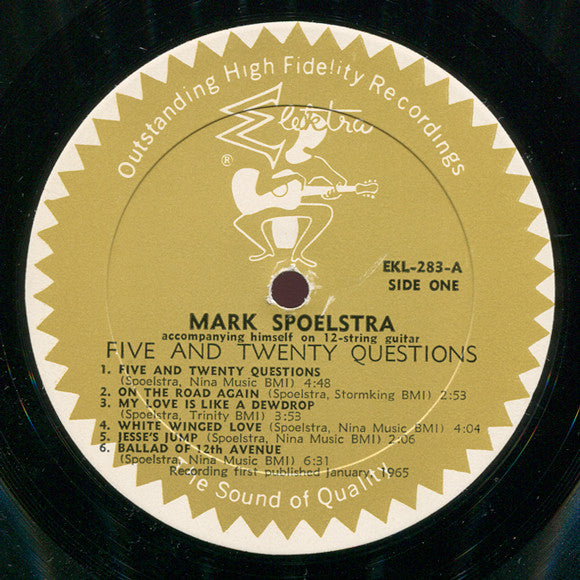 Outstanding High Fidelity Recordings
Elektra
®
EKL-283-A
SIDE ONE
MARK SPOELSTRA
accompanying himself on 12-string guitar
FIVE AND TWENTY QUESTIONS
1. FIVE AND TWENTY QUESTIONS
(Spoelstra, Nina Music BMI) 4:48
2. ON THE ROAD AGAIN (Spoelstra, Stormking BMI) 2:53
3. MY LOVE IS LIKE A DEWDROP
(Spoelstra, Trinity BMI) 3:53
4. WHITE WINGED LOVE (Spoelstra, Nina Music BMI) 4:04
5. JESSE'S JUMP (Spoelstra, Nina Music BMI) 2:06
6. BALLAD OF 12th AVENUE
(Spoelstra, Nina Music BMI) 6:31
Recording first published January 1965
The Sound of Quality